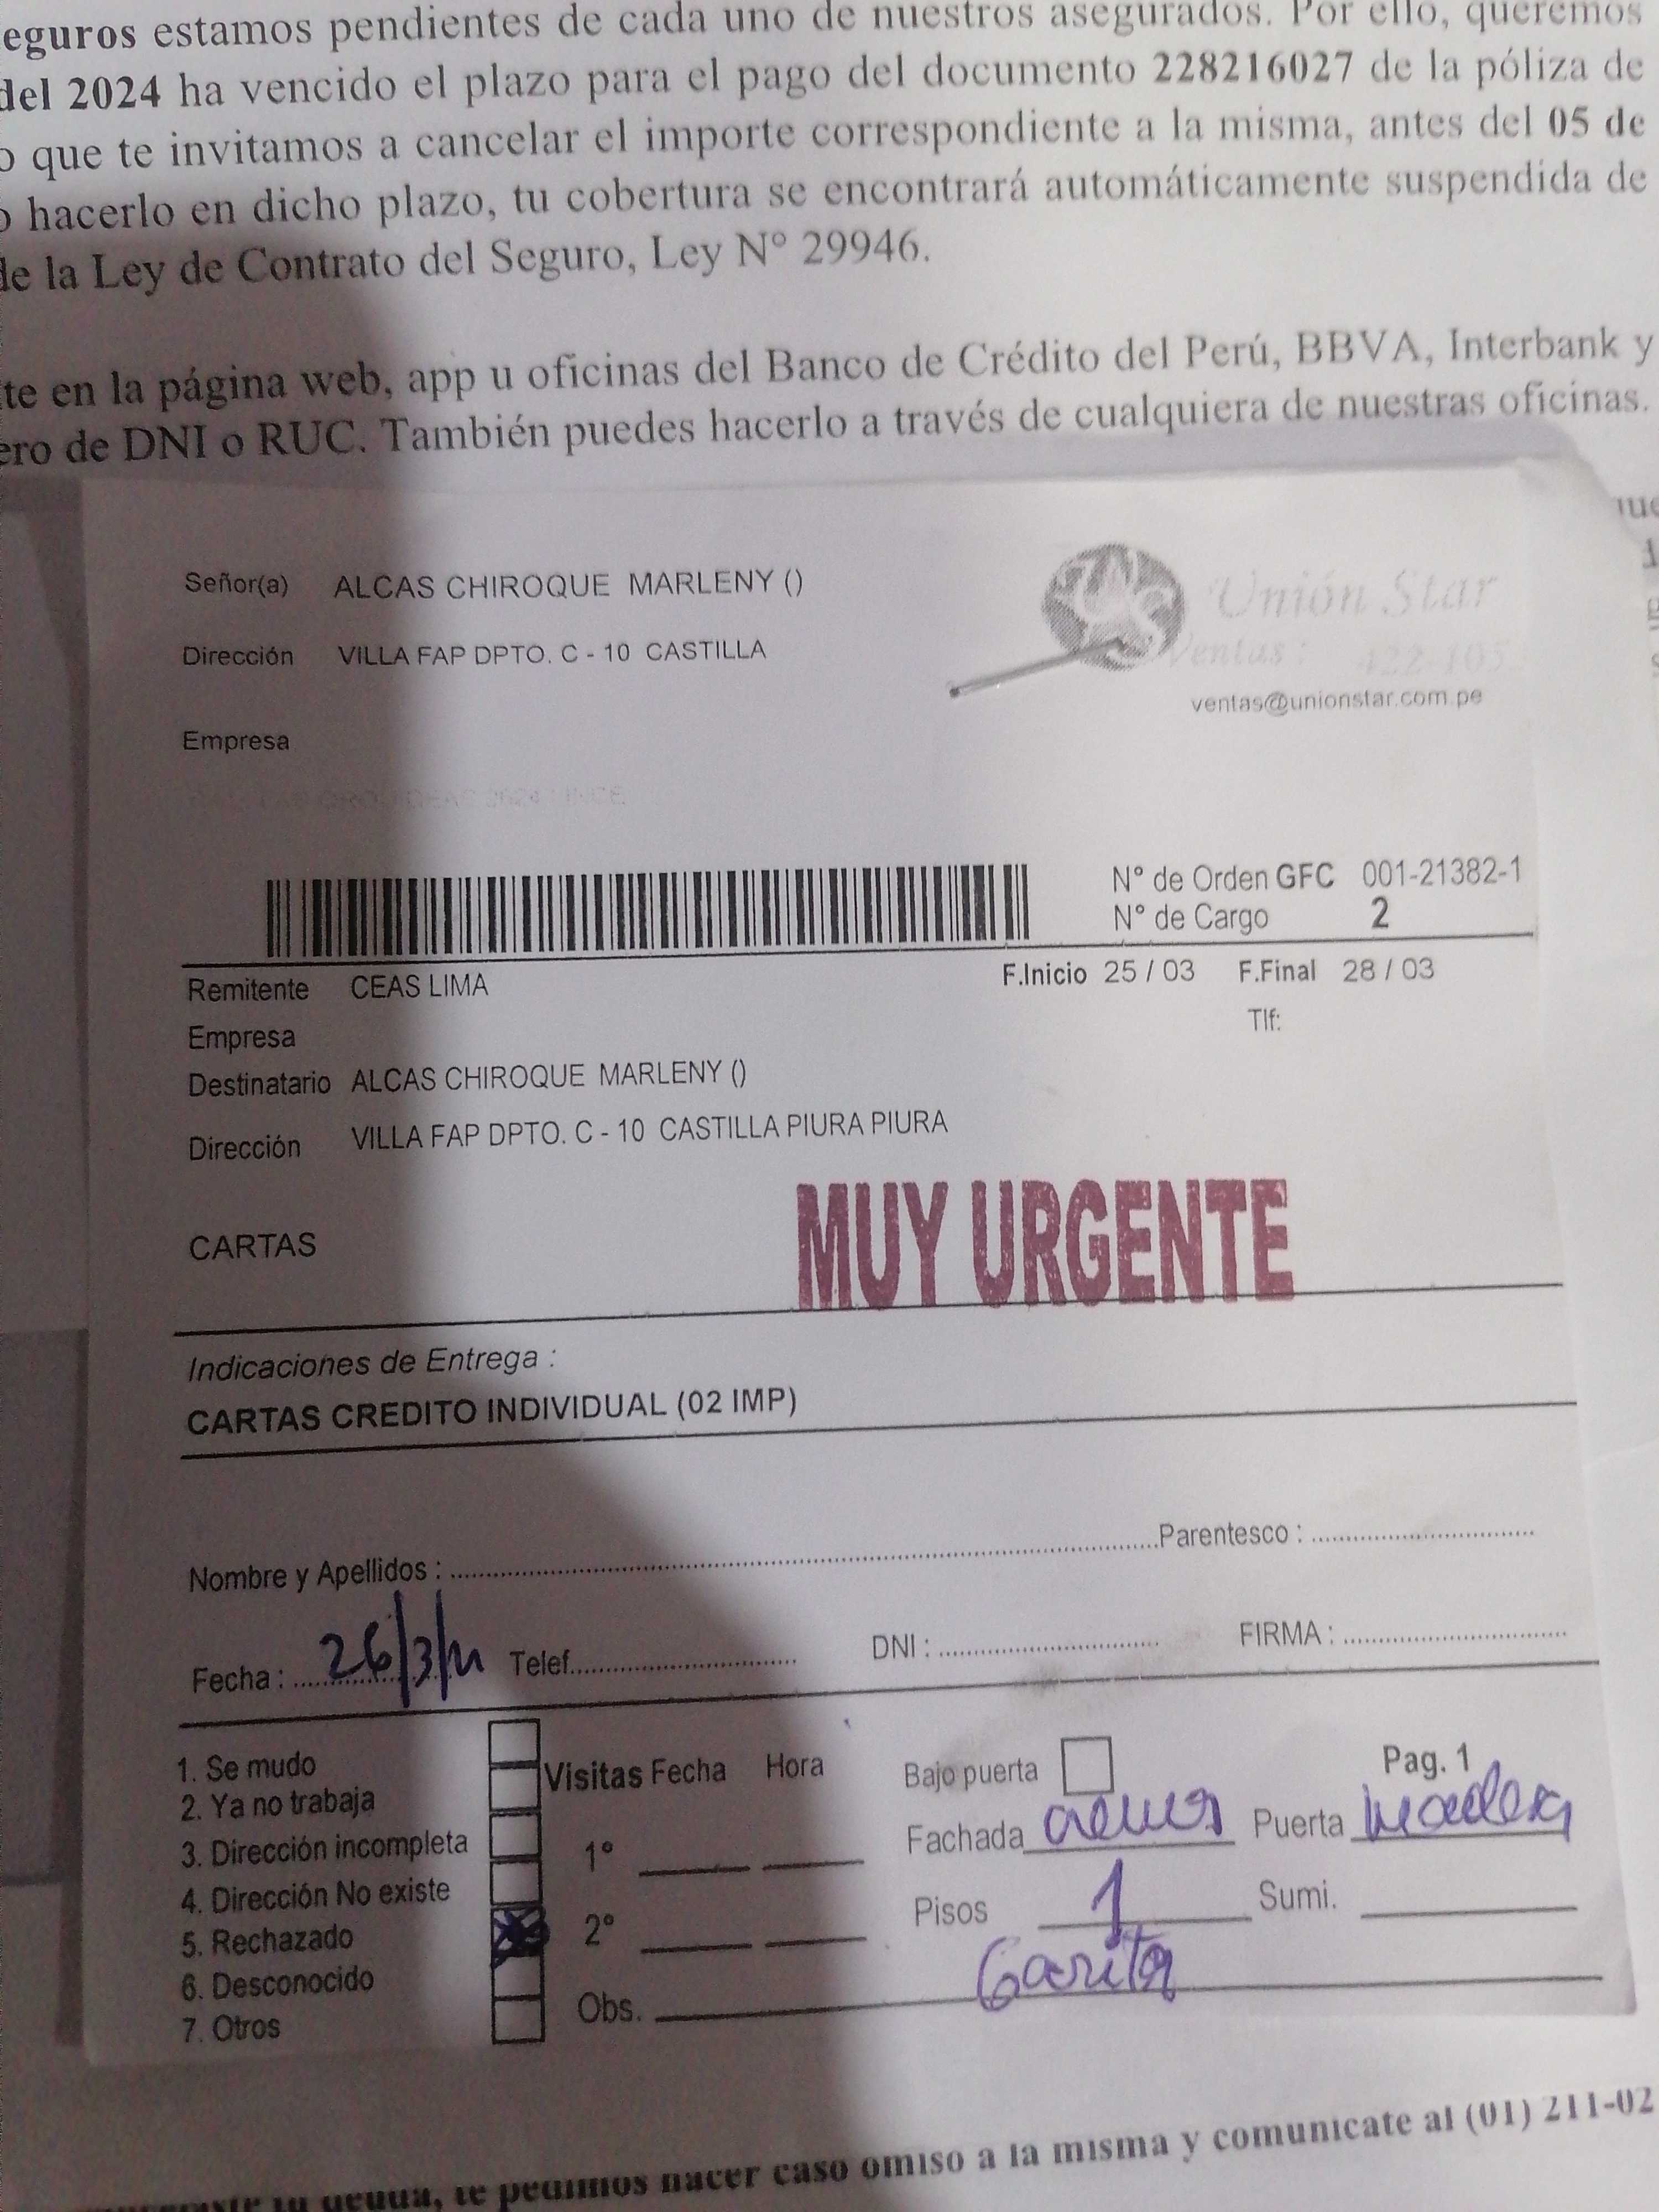 eguros estamos pendientes de cada uno de nuestros asegurados. Por ello, queremos
del 2024 ha vencido el plazo para el pago del documento 228216027 de la póliza de
o que te invitamos a cancelar el importe correspondiente a la misma, antes del 05 de
o hacerlo en dicho plazo, tu cobertura se encontrará automáticamente suspendida de
de la Ley de Contrato del Seguro, Ley N° 29946.
te en la página web, app u oficinas del Banco de Crédito del Perú, BBVA, Interbank y
ero de DNI o RUC. También puedes hacerlo a través de cualquiera de nuestras oficinas.
Señor(a) ALCAS CHIROQUE MARLENY ()
Unión Star
Dirección VILLA FAP DPTO. C - 10 CASTILLA
Ventas: 422-105
ventas@unionstar.com.pe
Empresa
N° de Orden GFC 001-21382-1
N° de Cargo 2
Remitente CEAS LIMA F.Inicio 25 / 03 F.Final 28 / 03
Empresa Tlf:
Destinatario ALCAS CHIROQUE MARLENY ()
Dirección VILLA FAP DPTO. C - 10 CASTILLA PIURA PIURA
CARTAS MUY URGENTE
Indicaciones de Entrega :
CARTAS CREDITO INDIVIDUAL (02 IMP)
Nombre y Apellidos : Parentesco :
Fecha : 26/3/ Telef. DNI : FIRMA :
1. Se mudo
2. Ya no trabaja
3. Dirección incompleta
4. Dirección No existe
5. Rechazado
6. Desconocido
7. Otros
Visitas Fecha Hora
1°
2°
Obs. Garita
Bajo puerta Pag. 1
Fachada Puerta
Pisos 1 Sumi.
tu deuda, te pedimos hacer caso omiso a la misma y comunicate al (01) 211-02